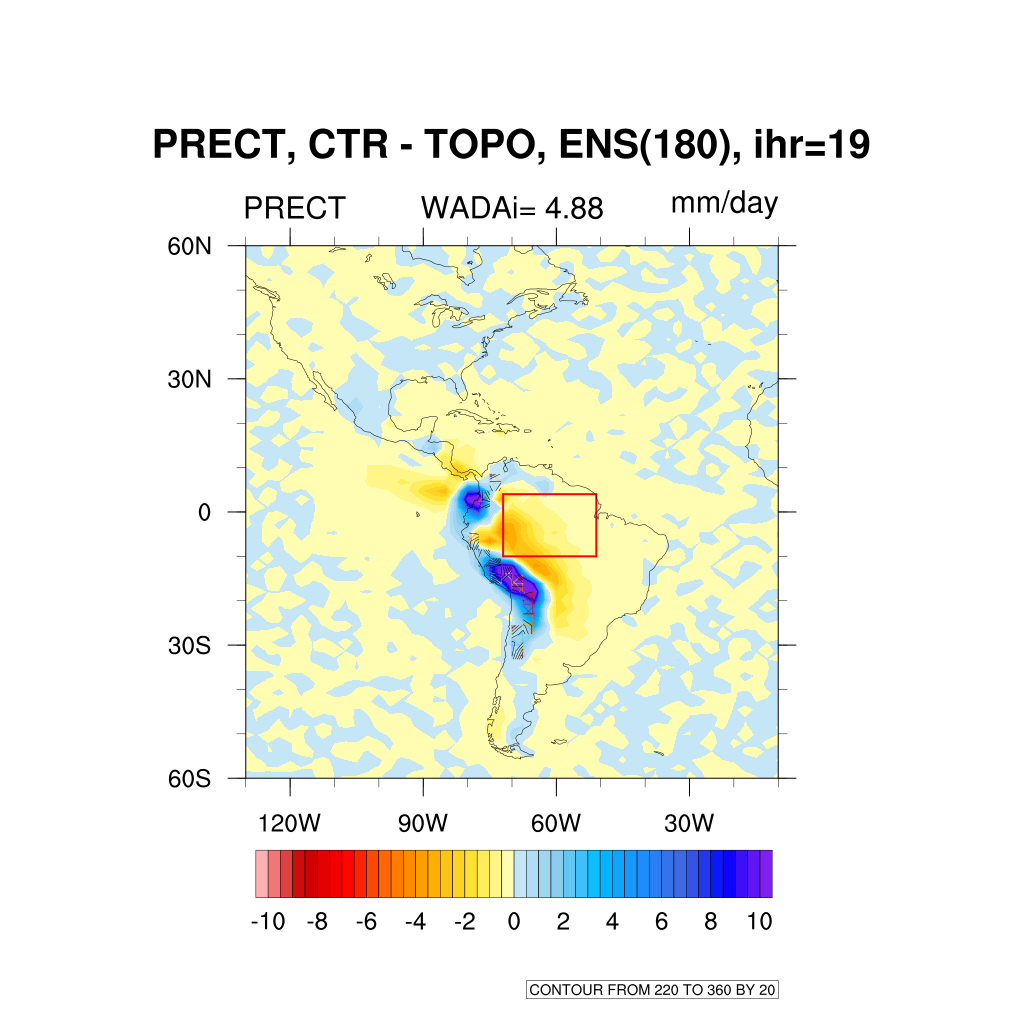 PRECT, CTR - TOPO, ENS(180), ihr=19
PRECT WADAi= 4.88 mm/day
60N
30N
0
30S
60S
120W 90W 60W 30W
-10 -8 -6 -4 -2 0 2 4 6 8 10
CONTOUR FROM 220 TO 360 BY 20